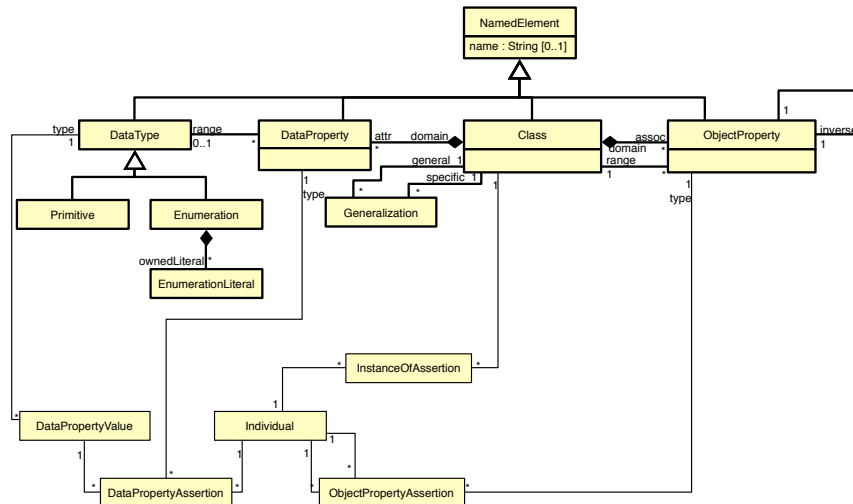 NamedElement
name : String [0..1]
type
1
DataType
range
0..1
*
DataProperty
attr
*
domain
Class
assoc
*
domain
ObjectProperty
1
inverse
1
general 1
*
specific
*
1
1
range
1
*
1
type
1
type
Primitive
Enumeration
Generalization
ownedLiteral
*
EnumerationLiteral
*
InstanceOfAssertion
*
1
*
DataPropertyValue
Individual
1
1
1
1
*
*
DataPropertyAssertion
*
*
*
*
ObjectPropertyAssertion
*